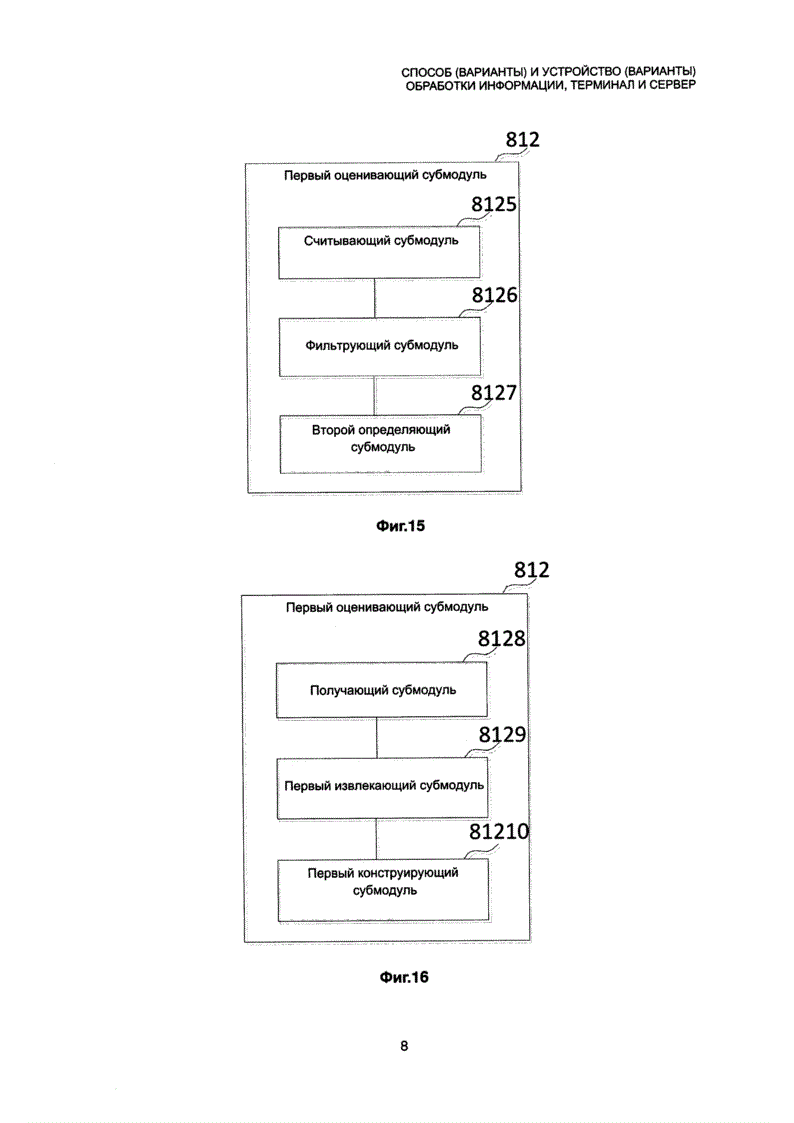 СПОСОБ (ВАРИАНТЫ) И УСТРОЙСТВО (ВАРИАНТЫ)
ОБРАБОТКИ ИНФОРМАЦИИ, ТЕРМИНАЛ И СЕРВЕР
812
Первый оценивающий субмодуль
8125
Считывающий субмодуль
8126
Фильтрующий субмодуль
8127
Второй определяющий
субмодуль
Фиг.15
812
Первый оценивающий субмодуль
8128
Получающий субмодуль
8129
Первый извлекающий субмодуль
81210
Первый конструирующий
субмодуль
Фиг.16
8